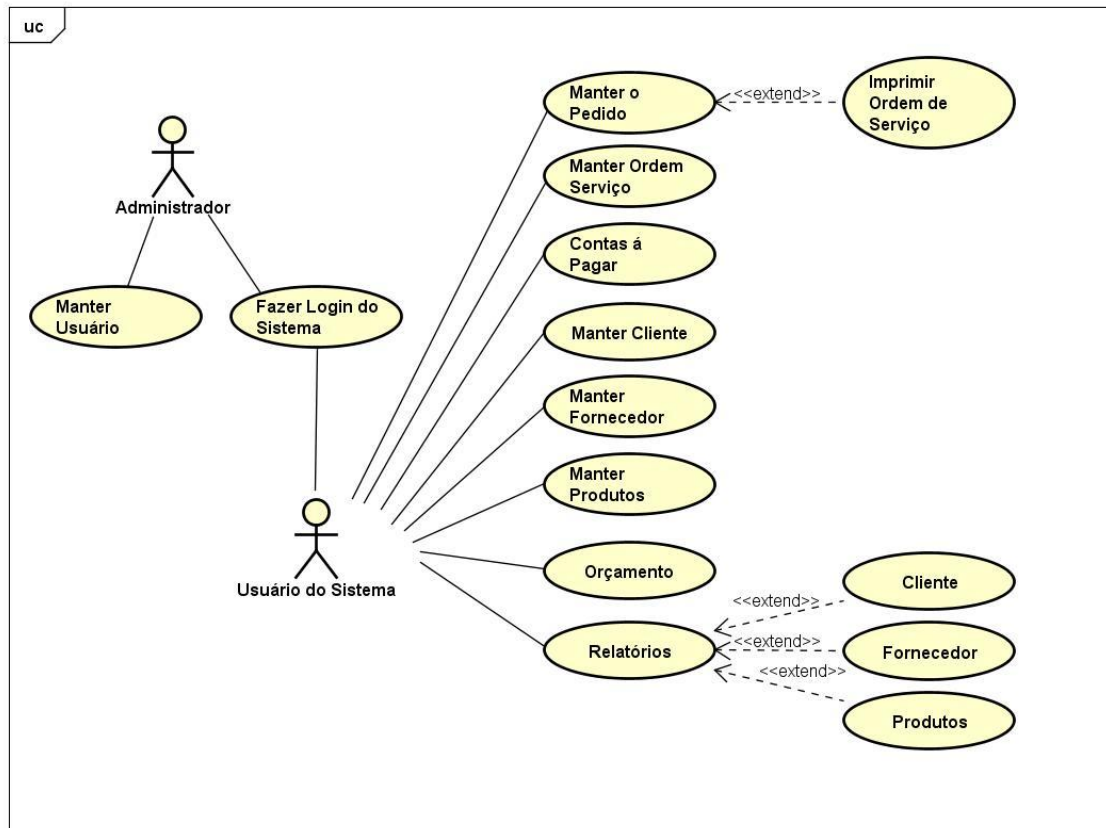 uc
Manter o
Pedido
<<extend>>
Imprimir
Ordem de
Serviço
Manter Ordem
Serviço
Administrador
Contas á
Pagar
Manter
Usuário
Fazer Login do
Sistema
Manter Cliente
Manter
Fornecedor
Manter
Produtos
Usuário do Sistema
Orçamento
Cliente
<<extend>>
Relatórios
<<extend>>
Fornecedor
<<extend>>
Produtos